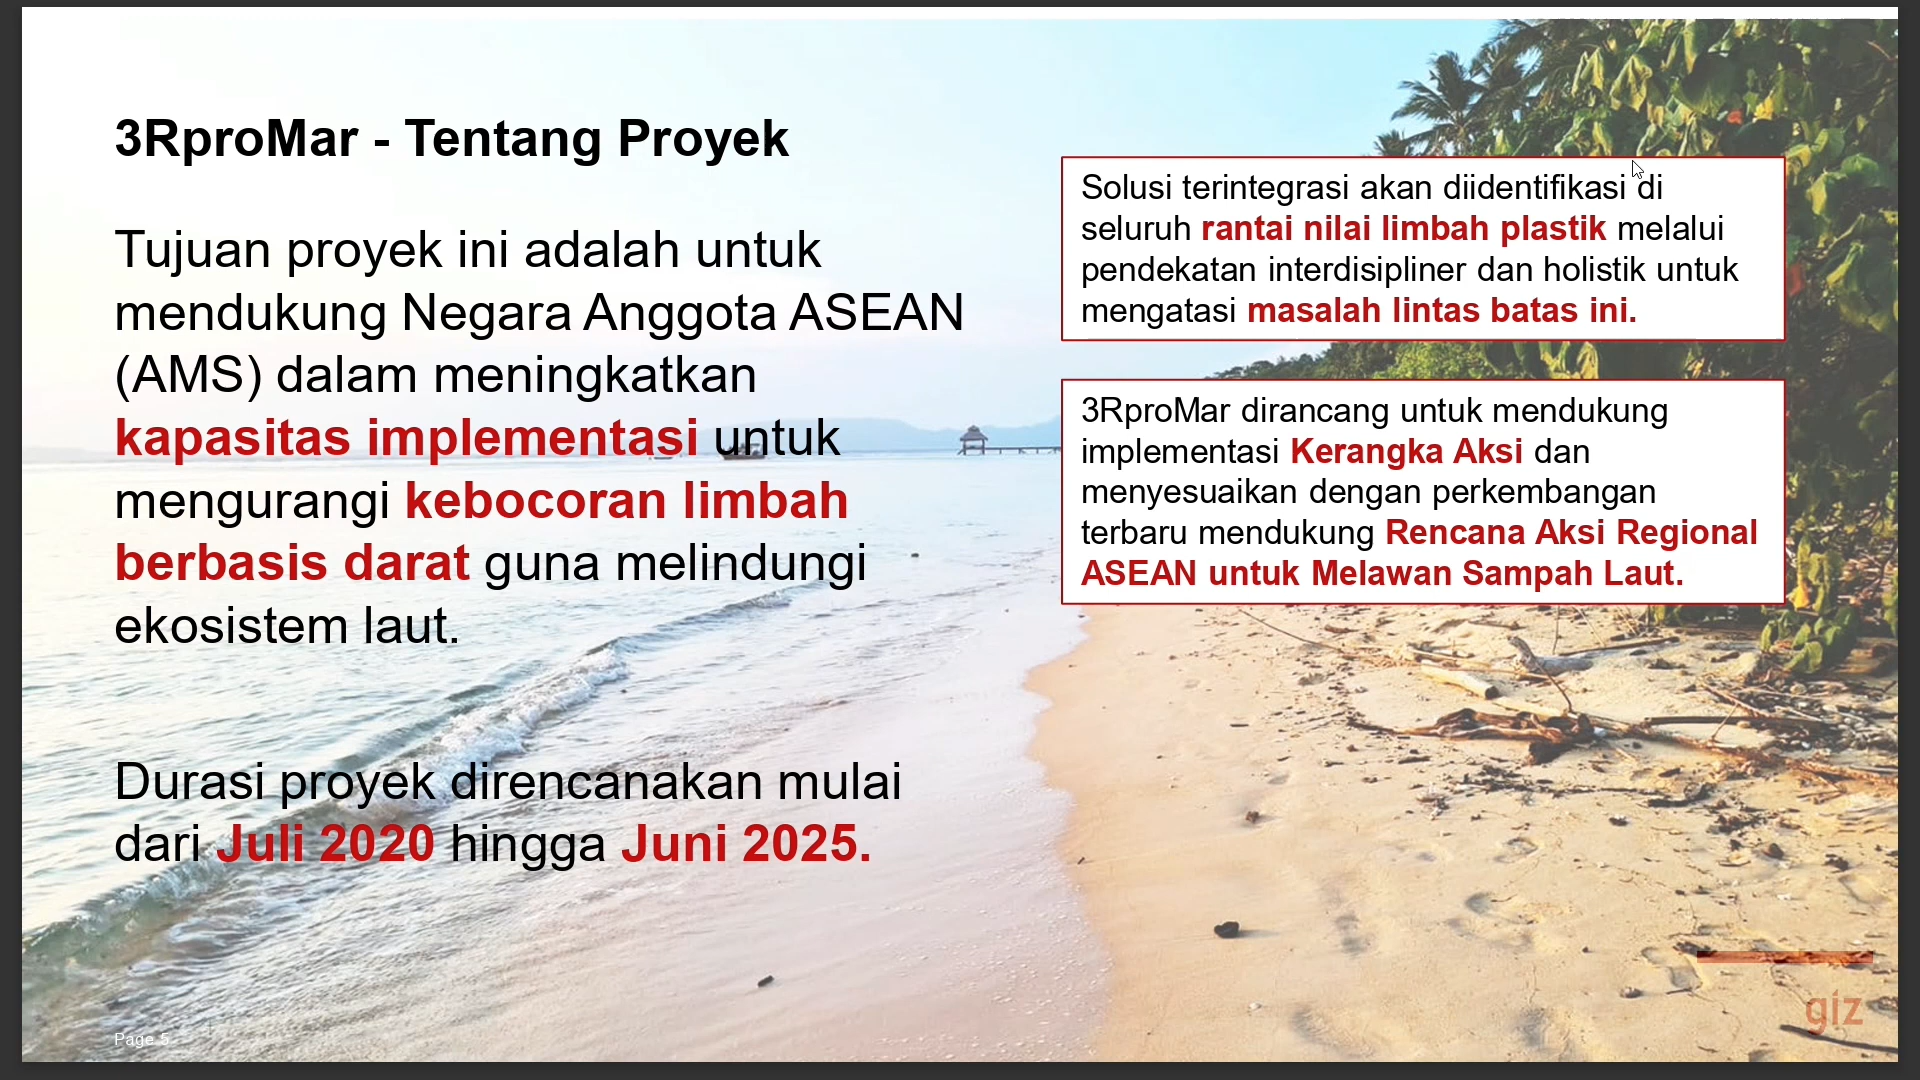 3RproMar - Tentang Proyek
Tujuan proyek ini adalah untuk
mendukung Negara Anggota ASEAN
(AMS) dalam meningkatkan
kapasitas implementasi untuk
mengurangi kebocoran limbah
berbasis darat guna melindungi
ekosistem laut.
Durasi proyek direncanakan mulai
dari Juli 2020 hingga Juni 2025.
Solusi terintegrasi akan diidentifikasi di
seluruh rantai nilai limbah plastik melalui
pendekatan interdisipliner dan holistik untuk
mengatasi masalah lintas batas ini.
3RproMar dirancang untuk mendukung
implementasi Kerangka Aksi dan
menyesuaikan dengan perkembangan
terbaru mendukung Rencana Aksi Regional
ASEAN untuk Melawan Sampah Laut.
giz
Page 5